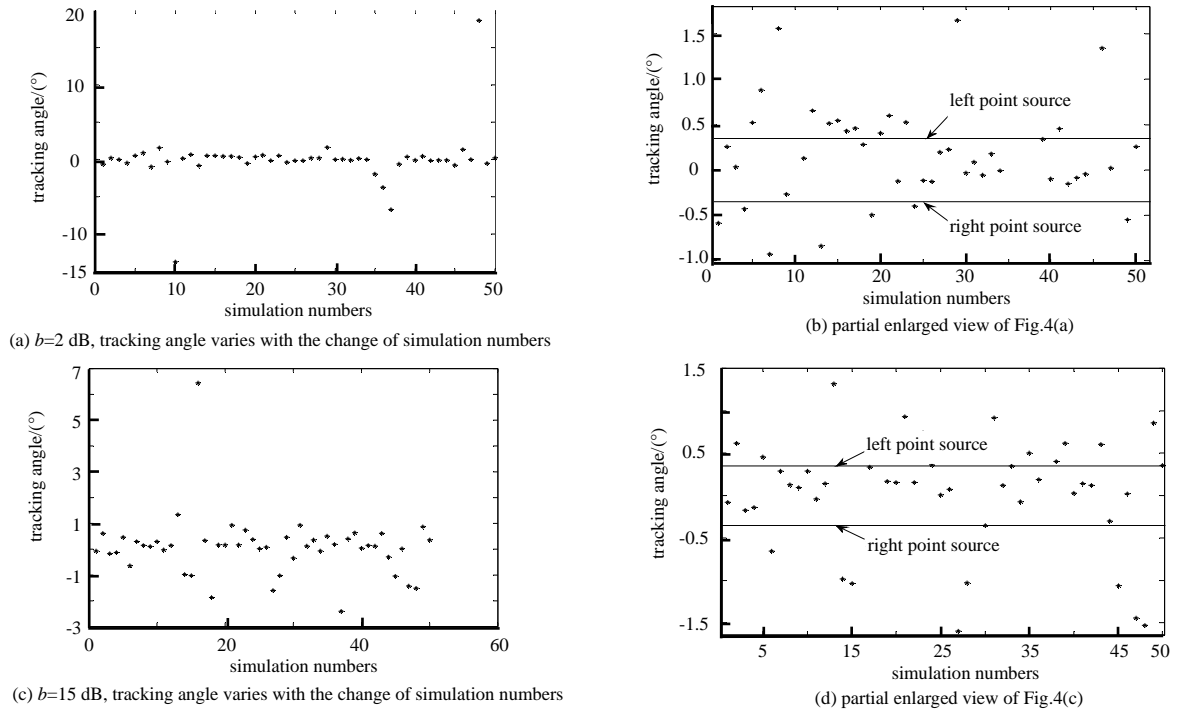 20
10
0
-10
-15
tracking angle/(°)
0 10 20 30 40 50
simulation numbers
(a) b=2 dB, tracking angle varies with the change of simulation numbers
1.5
1.0
0.5
0
-0.5
-1.0
tracking angle/(°)
left point source
right point source
0 10 20 30 40 50
simulation numbers
(b) partial enlarged view of Fig.4(a)
7
5
3
1
-1
-3
tracking angle/(°)
0 20 40 60
simulation numbers
(c) b=15 dB, tracking angle varies with the change of simulation numbers
1.5
0.5
-0.5
-1.5
tracking angle/(°)
left point source
right point source
5 15 25 35 45 50
simulation numbers
(d) partial enlarged view of Fig.4(c)